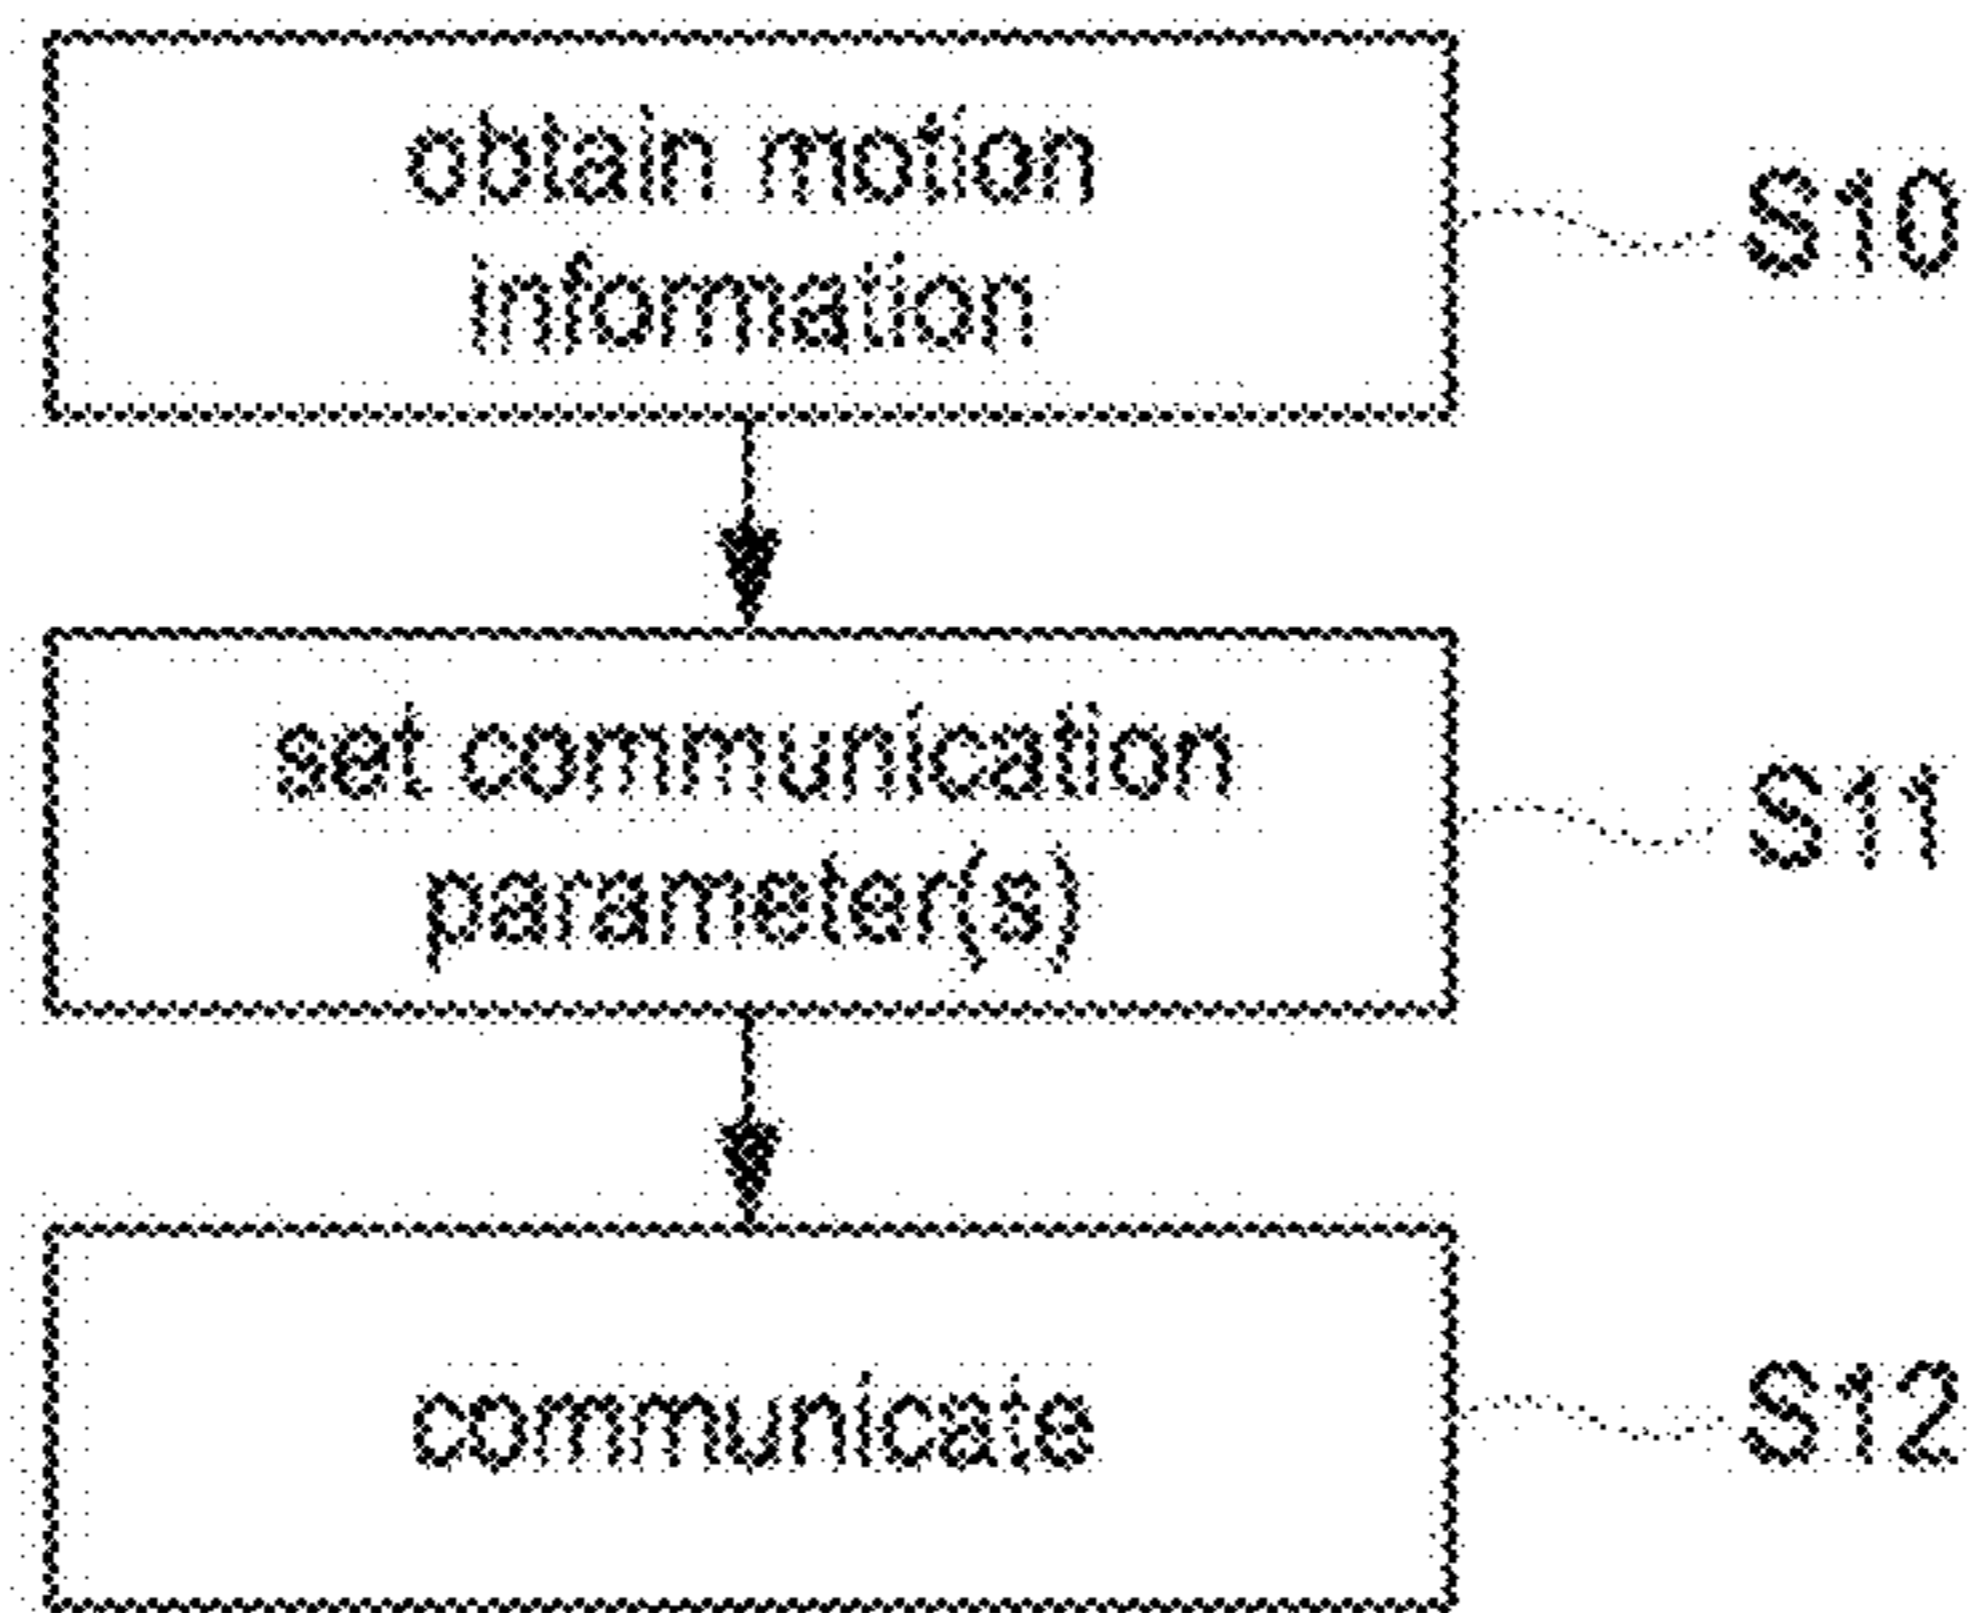 obtain motion
information
S10
set communication
parameter(s)
S11
communicate
S12